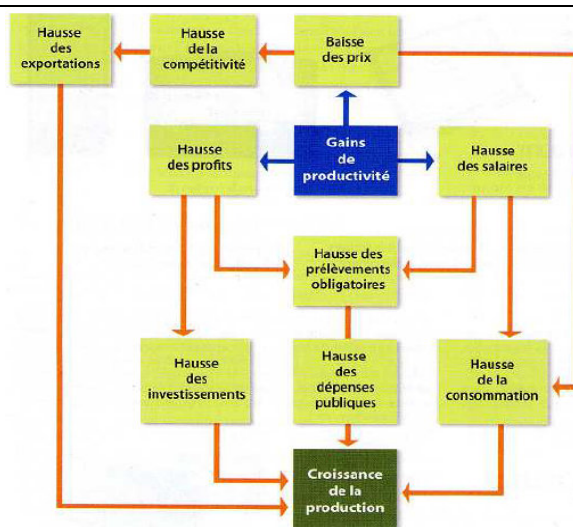 Hausse
des
exportations
Hausse
de la
compétitivité
Baisse
des prix
Hausse
des profits
Gains
de
productivité
Hausse
des salaires
Hausse des
prélèvements
obligatoires
Hausse
des
investissements
Hausse
des
dépenses
publiques
Hausse
de la
consommation
Croissance
de la
production